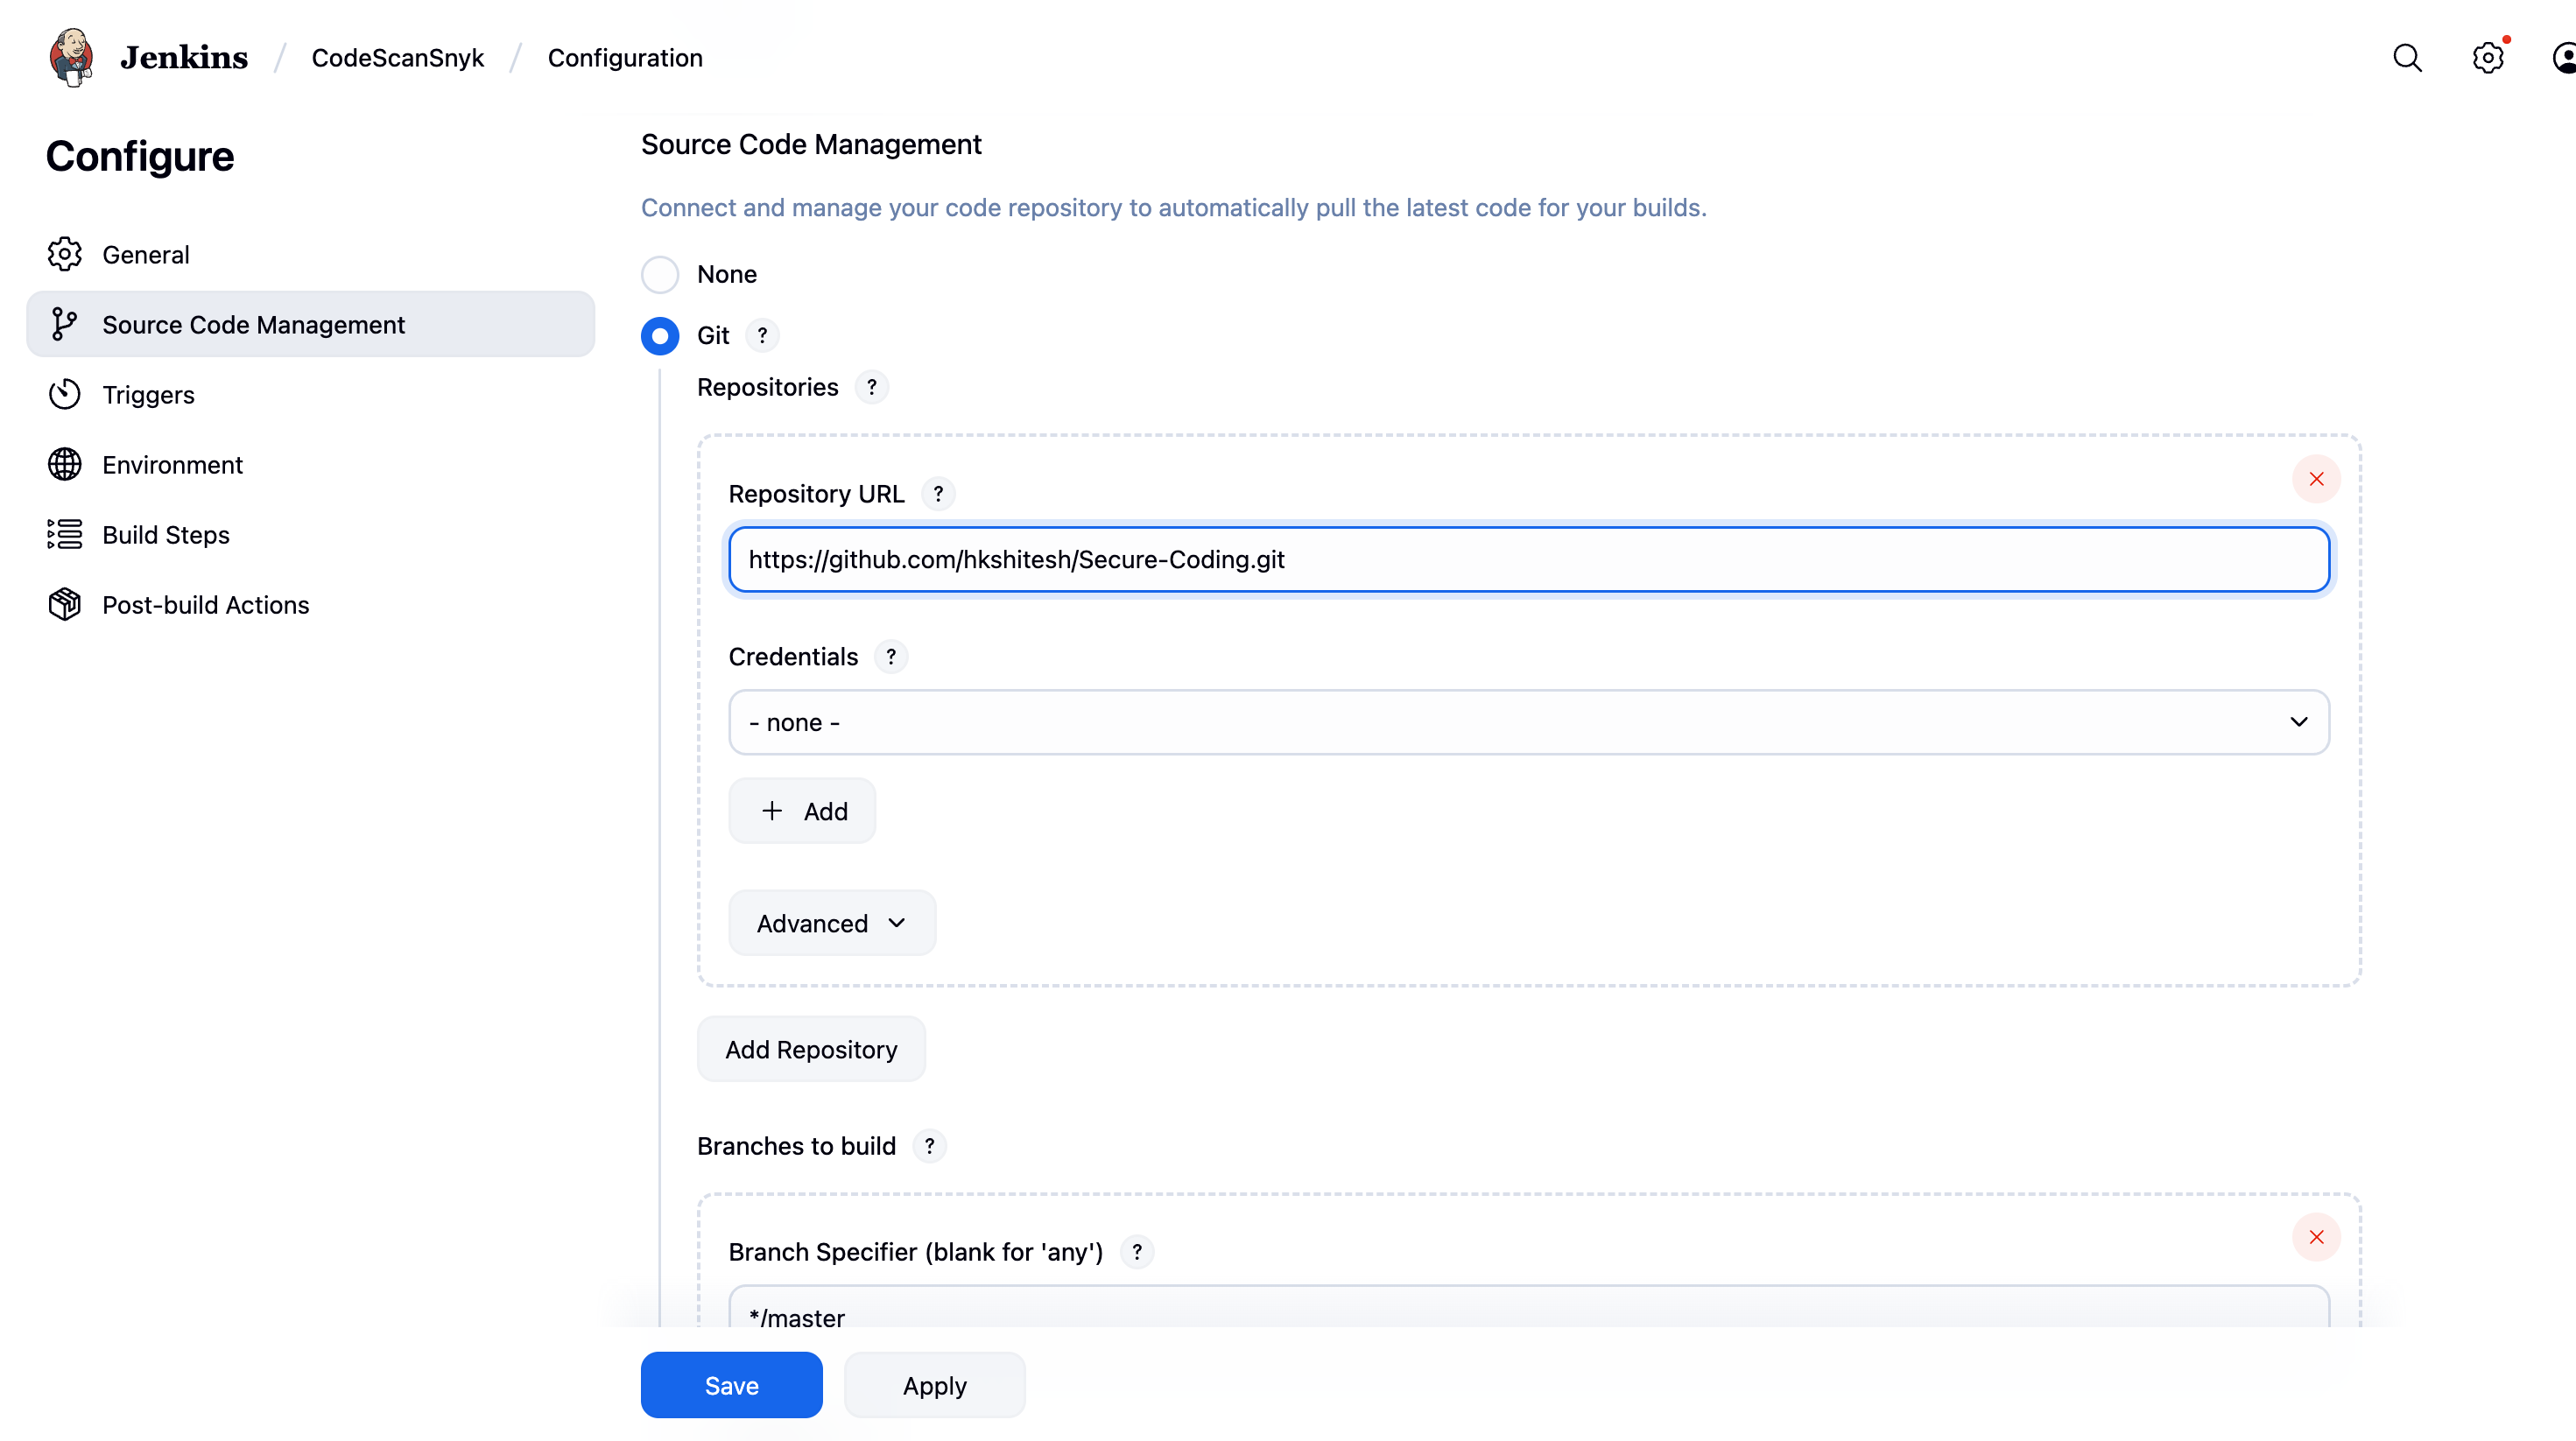 Jenkins / CodeScanSnyk / Configuration
Configure
General
Source Code Management
Triggers
Environment
Build Steps
Post-build Actions
Source Code Management
Connect and manage your code repository to automatically pull the latest code for your builds.
None
Git ?
Repositories ?
Repository URL ?
https://github.com/hkshitesh/Secure-Coding.git
Credentials ?
- none -
+ Add
Advanced
Add Repository
Branches to build ?
Branch Specifier (blank for 'any') ?
*/master
Save Apply